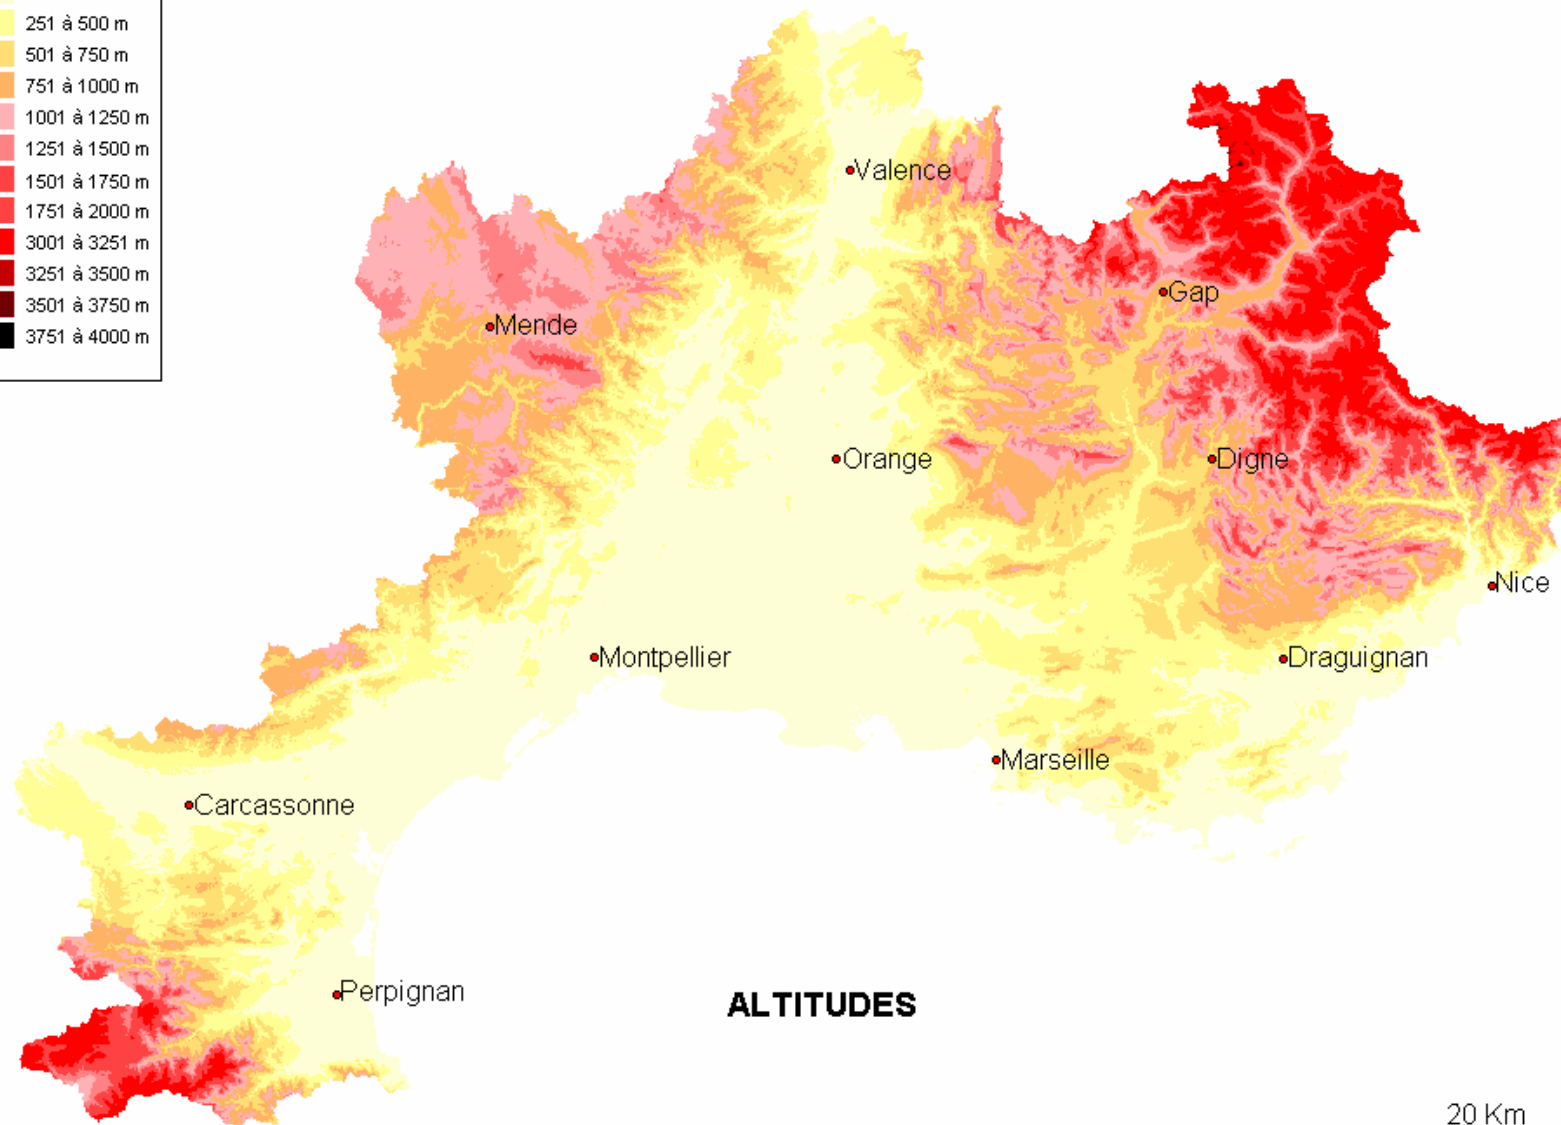 251 à 500 m
501 à 750 m
751 à 1000 m
1001 à 1250 m
1251 à 1500 m
1501 à 1750 m
1751 à 2000 m
3001 à 3251 m
3251 à 3500 m
3501 à 3750 m
3751 à 4000 m
Valence
Gap
Mende
Orange
Digne
Nice
Montpellier
Draguignan
Marseille
Carcassonne
Perpignan
ALTITUDES
20 Km